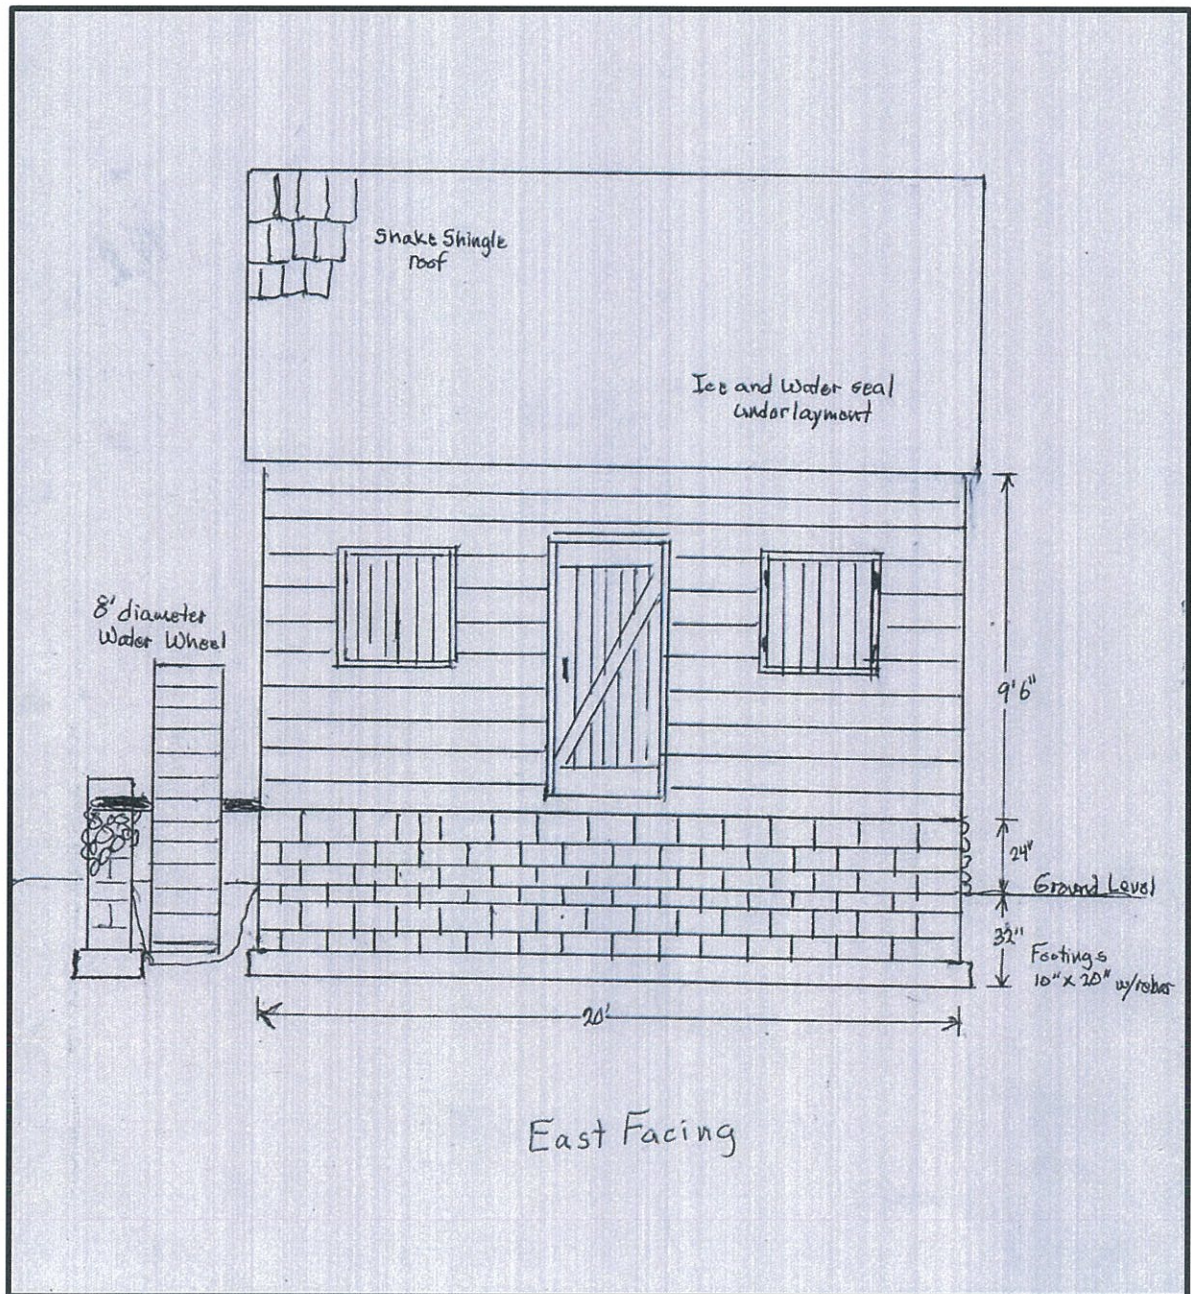 Shake Shingle
roof
Ice and Water seal
underlayment
8' diameter
Water Wheel
9'6"
24"
Ground Level
32"
Footings
10" x 20" w/rebar
20'
East Facing